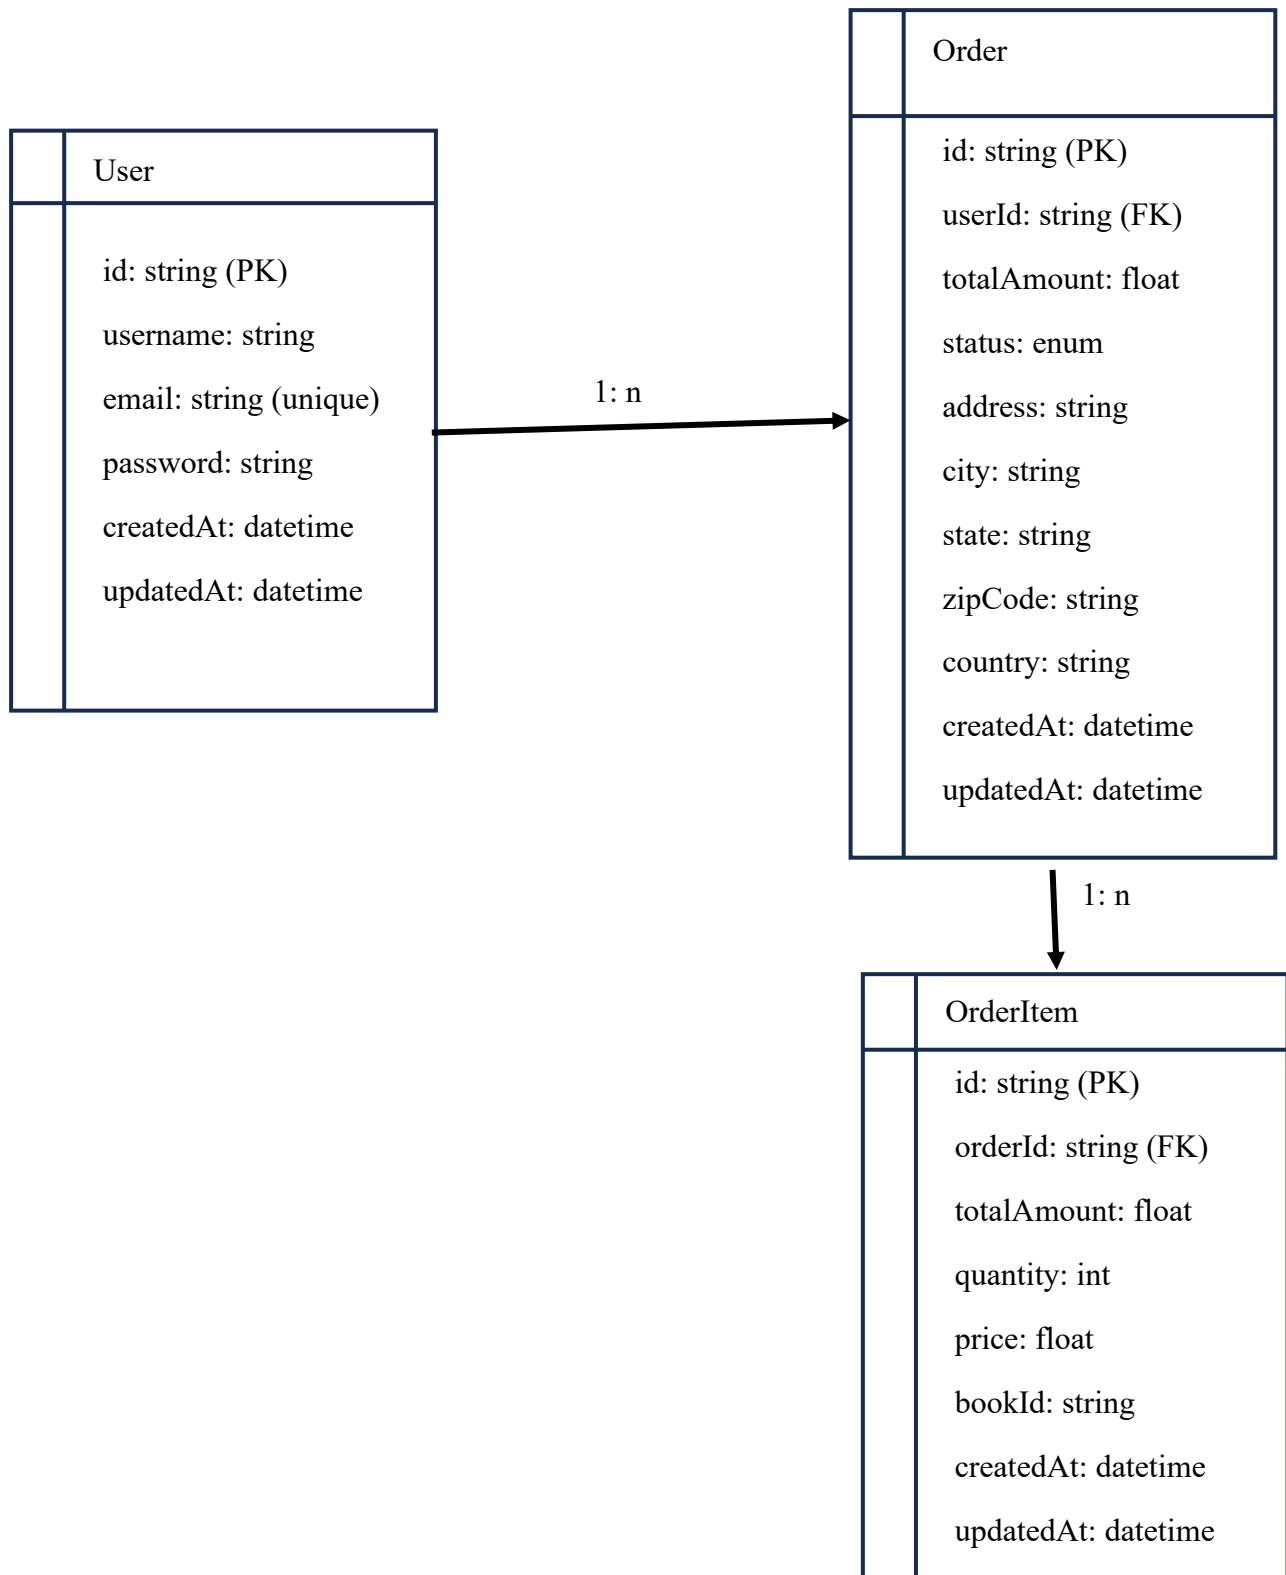 User
id: string (PK)
username: string
email: string (unique)
password: string
createdAt: datetime
updatedAt: datetime
1: n
Order
id: string (PK)
userId: string (FK)
totalAmount: float
status: enum
address: string
city: string
state: string
zipCode: string
country: string
createdAt: datetime
updatedAt: datetime
1: n
OrderItem
id: string (PK)
orderId: string (FK)
totalAmount: float
quantity: int
price: float
bookId: string
createdAt: datetime
updatedAt: datetime